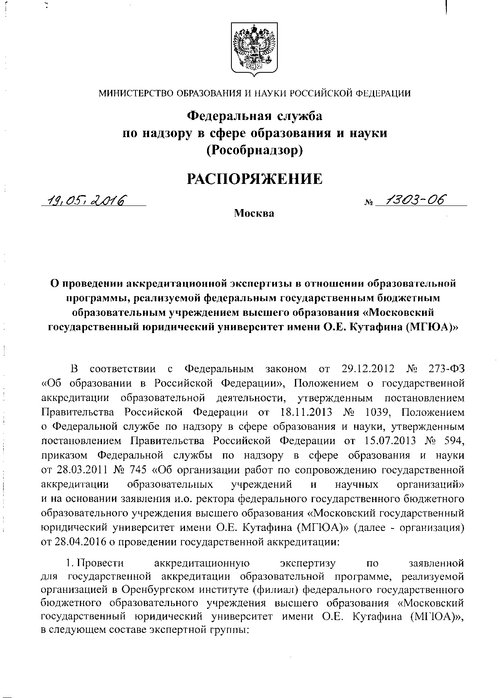 МИНИСТЕРСТВО ОБРАЗОВАНИЯ И НАУКИ РОССИЙСКОЙ ФЕДЕРАЦИИ
Федеральная служба
по надзору в сфере образования и науки
(Рособрнадзор)
РАСПОРЯЖЕНИЕ
19.05.2016 № 1303-06
Москва
О проведении аккредитационной экспертизы в отношении образовательной
программы, реализуемой федеральным государственным бюджетным
образовательным учреждением высшего образования «Московский
государственный юридический университет имени О.Е. Кутафина (МГЮА)»
В соответствии с Федеральным законом от 29.12.2012 № 273-ФЗ
«Об образовании в Российской Федерации», Положением о государственной
аккредитации образовательной деятельности, утвержденным постановлением
Правительства Российской Федерации от 18.11.2013 № 1039, Положением
о Федеральной службе по надзору в сфере образования и науки, утвержденным
постановлением Правительства Российской Федерации от 15.07.2013 № 594,
приказом Федеральной службы по надзору в сфере образования и науки
от 28.03.2011 № 745 «Об организации работ по сопровождению государственной
аккредитации образовательных учреждений и научных организаций»
и на основании заявления и.о. ректора федерального государственного бюджетного
образовательного учреждения высшего образования «Московский государственный
юридический университет имени О.Е. Кутафина (МГЮА)» (далее - организация)
от 28.04.2016 о проведении государственной аккредитации:
1. Провести аккредитационную экспертизу по заявленной
для государственной аккредитации образовательной программе, реализуемой
организацией в Оренбургском институте (филиал) федерального государственного
бюджетного образовательного учреждения высшего образования «Московский
государственный юридический университет имени О.Е. Кутафина (МГЮА)»,
в следующем составе экспертной группы: